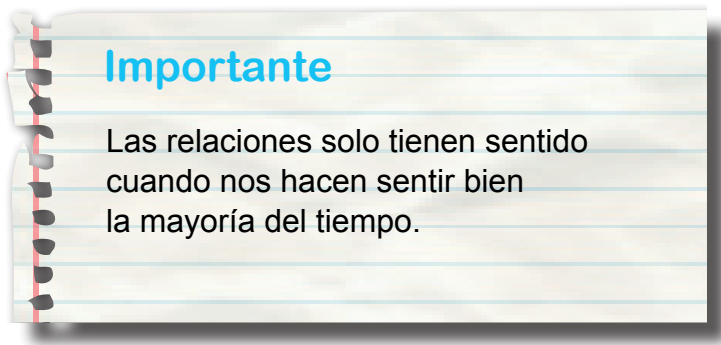 Importante
Las relaciones solo tienen sentido
cuando nos hacen sentir bien
la mayoría del tiempo.